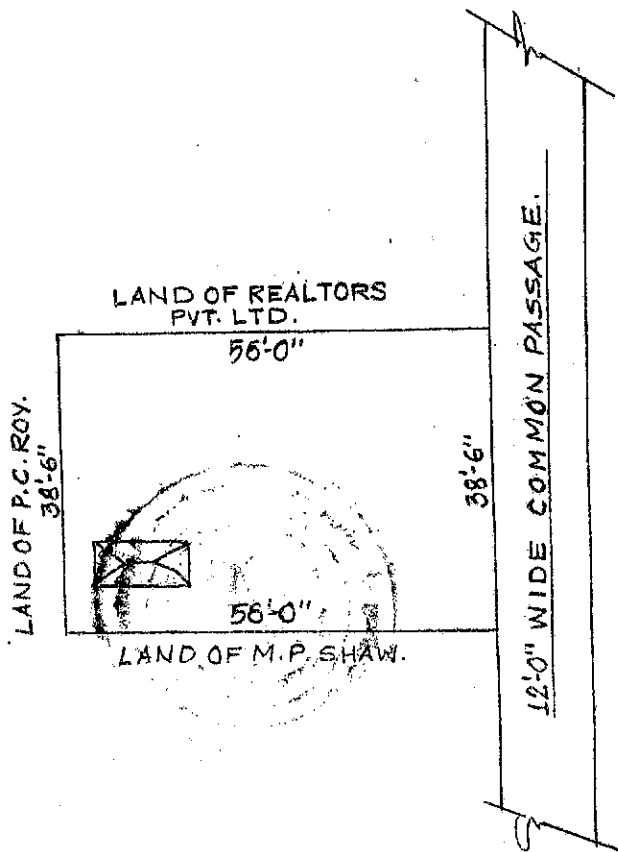 LAND OF REALTORS
PVT. LTD.
56'-0"
LAND OF P.C. ROY.
38'-6"
38'-6"
12'-0" WIDE COMMON PASSAGE.
56'-0"
LAND OF M.P. SHAW.